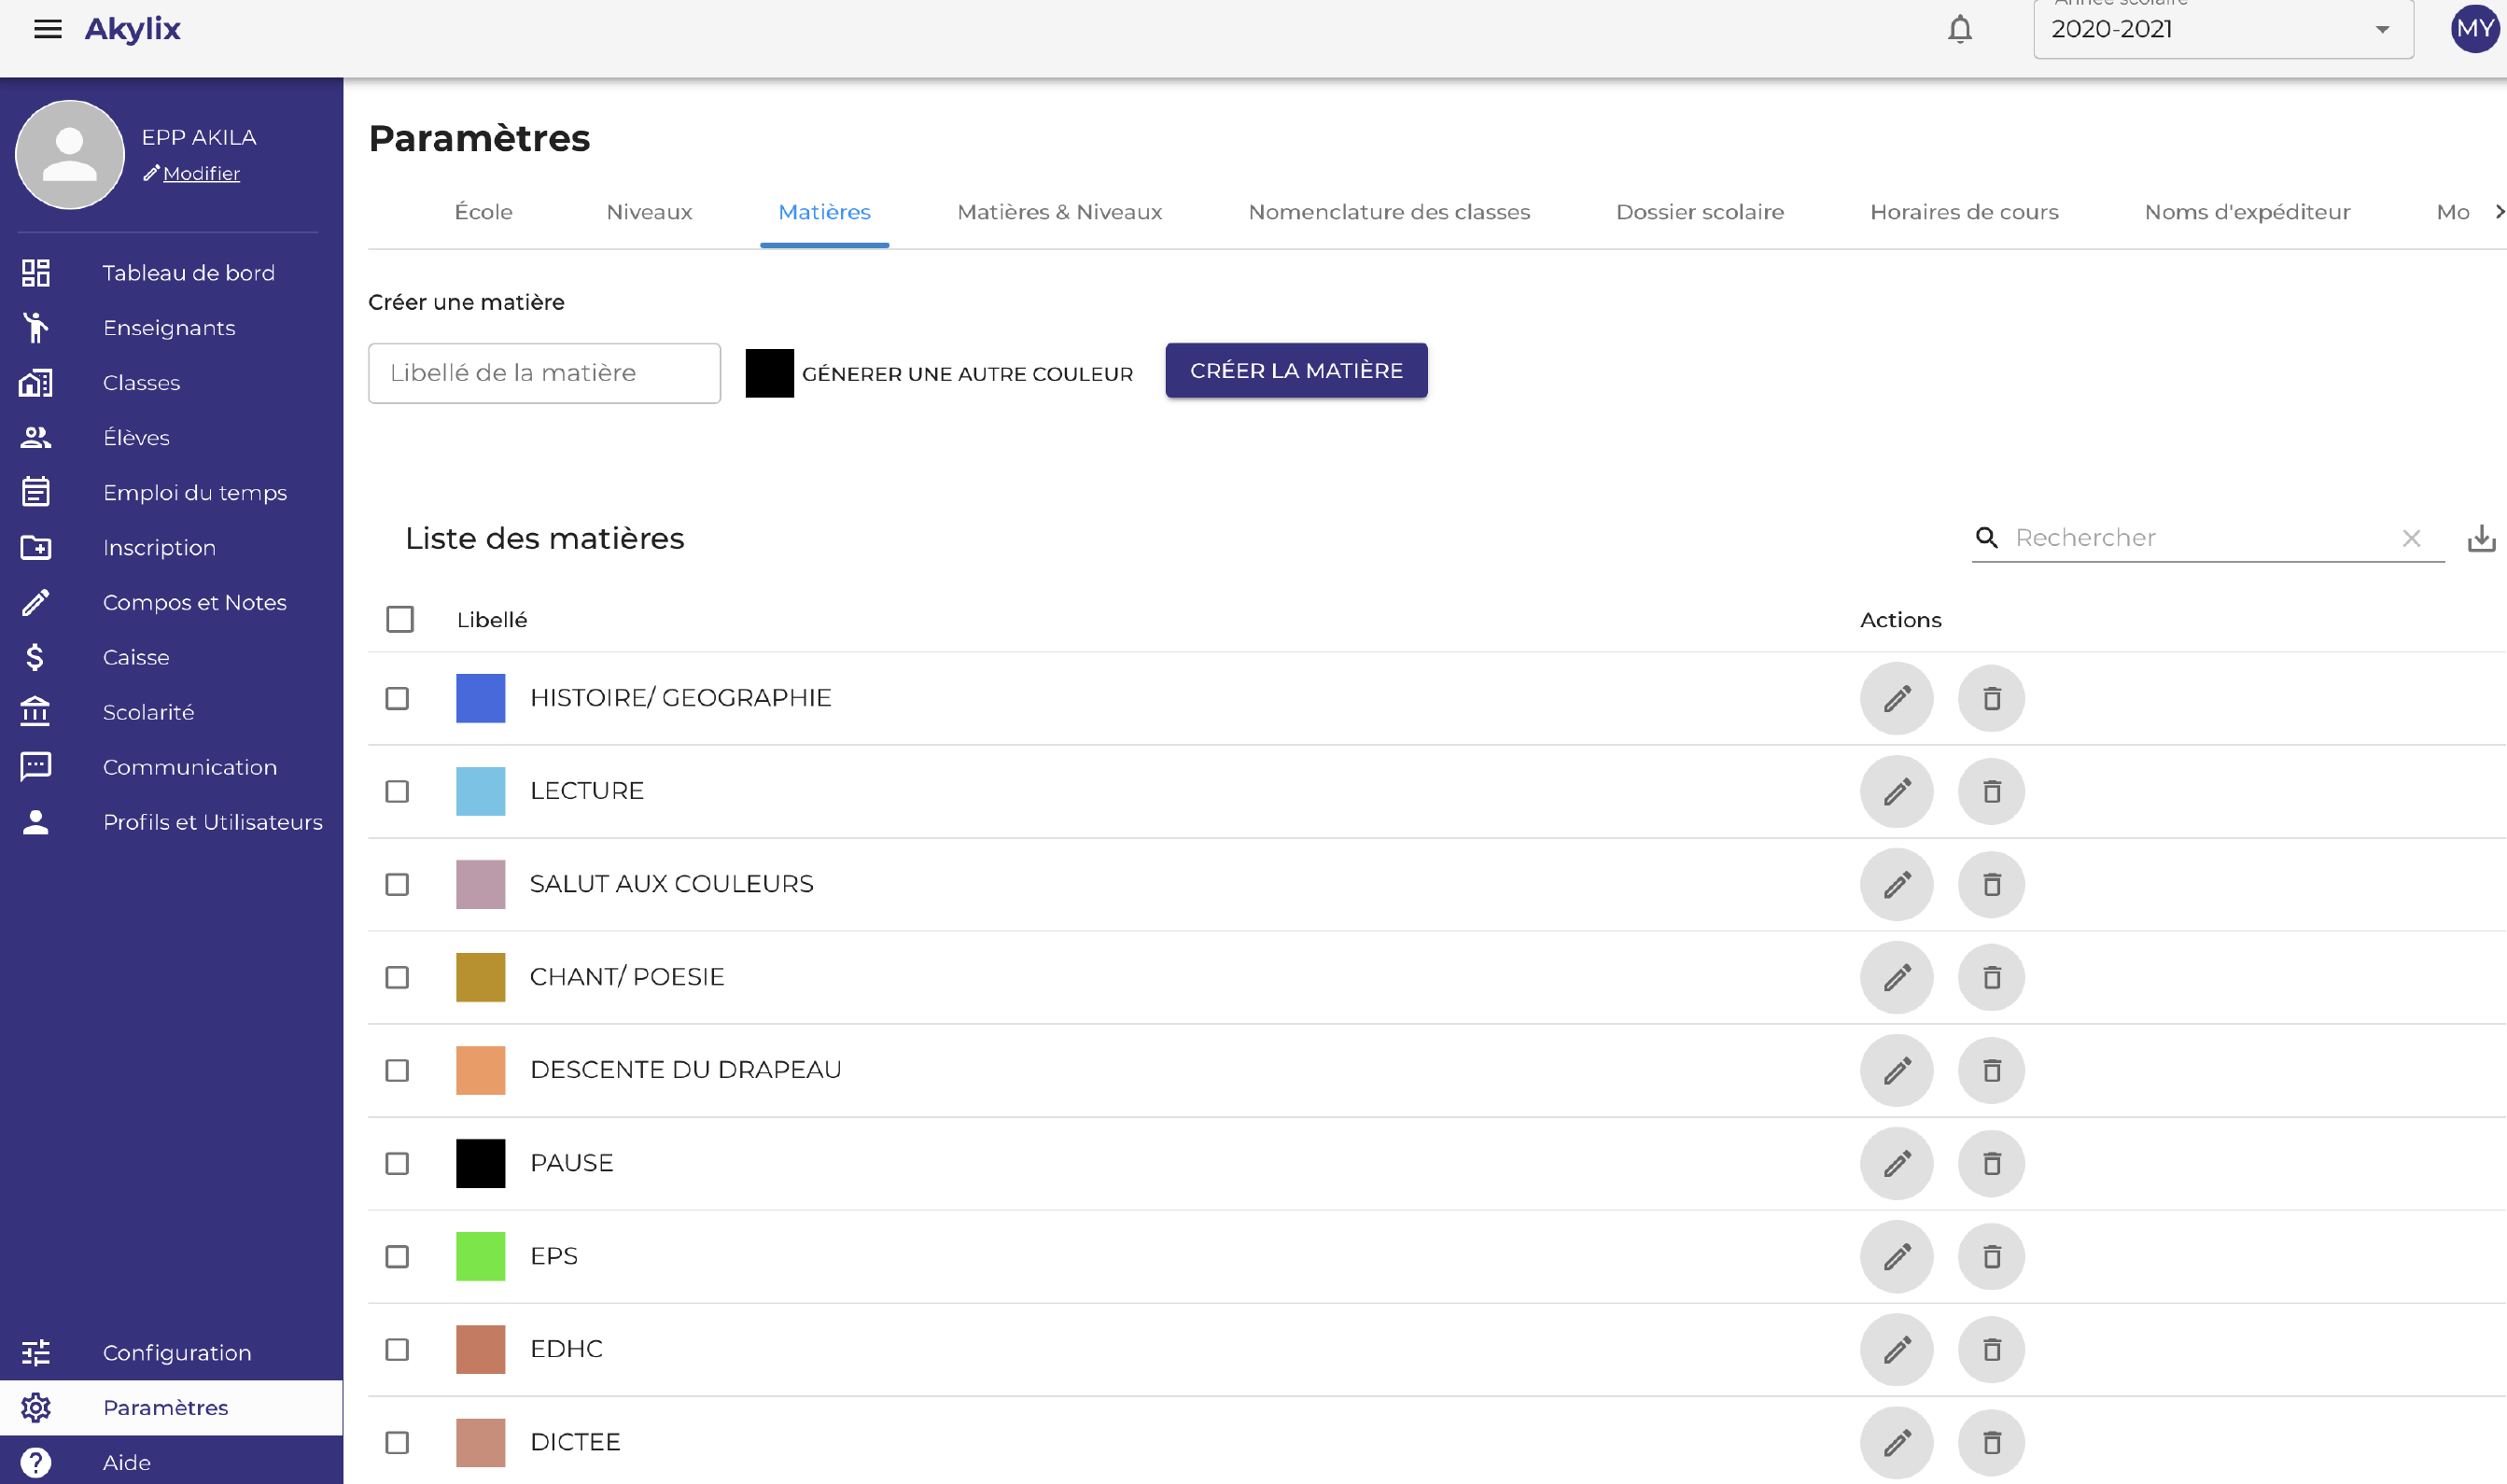 Akylix
Année scolaire
2020-2021
MY
EPP AKILA
Modifier
Tableau de bord
Enseignants
Classes
Élèves
Emploi du temps
Inscription
Compos et Notes
Caisse
Scolarité
Communication
Profils et Utilisateurs
Configuration
Paramètres
Aide
Paramètres
École Niveaux Matières Matières & Niveaux Nomenclature des classes Dossier scolaire Horaires de cours Noms d'expéditeur Mo
Créer une matière
Libellé de la matière GÉNERER UNE AUTRE COULEUR CRÉER LA MATIÈRE
Liste des matières Rechercher
Libellé Actions
HISTOIRE/ GEOGRAPHIE
LECTURE
SALUT AUX COULEURS
CHANT/ POESIE
DESCENTE DU DRAPEAU
PAUSE
EPS
EDHC
DICTEE